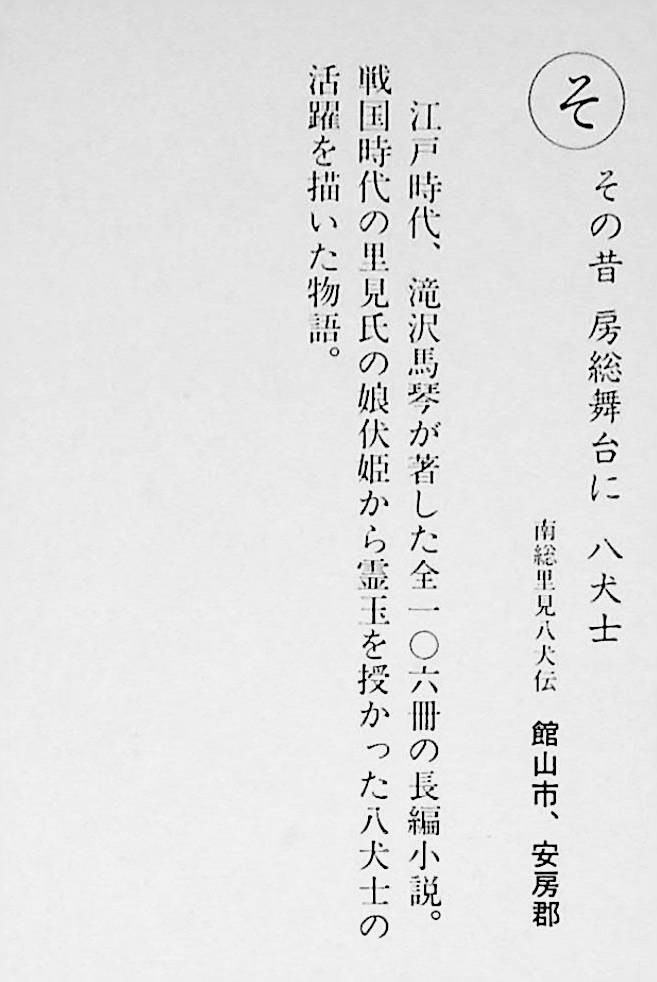 そ
その昔 房総舞台に 八犬士
南総里見八犬伝 館山市、安房郡
江戸時代、滝沢馬琴が著した全一〇六冊の長編小説。
戦国時代の里見氏の娘伏姫から霊玉を授かった八犬士の
活躍を描いた物語。